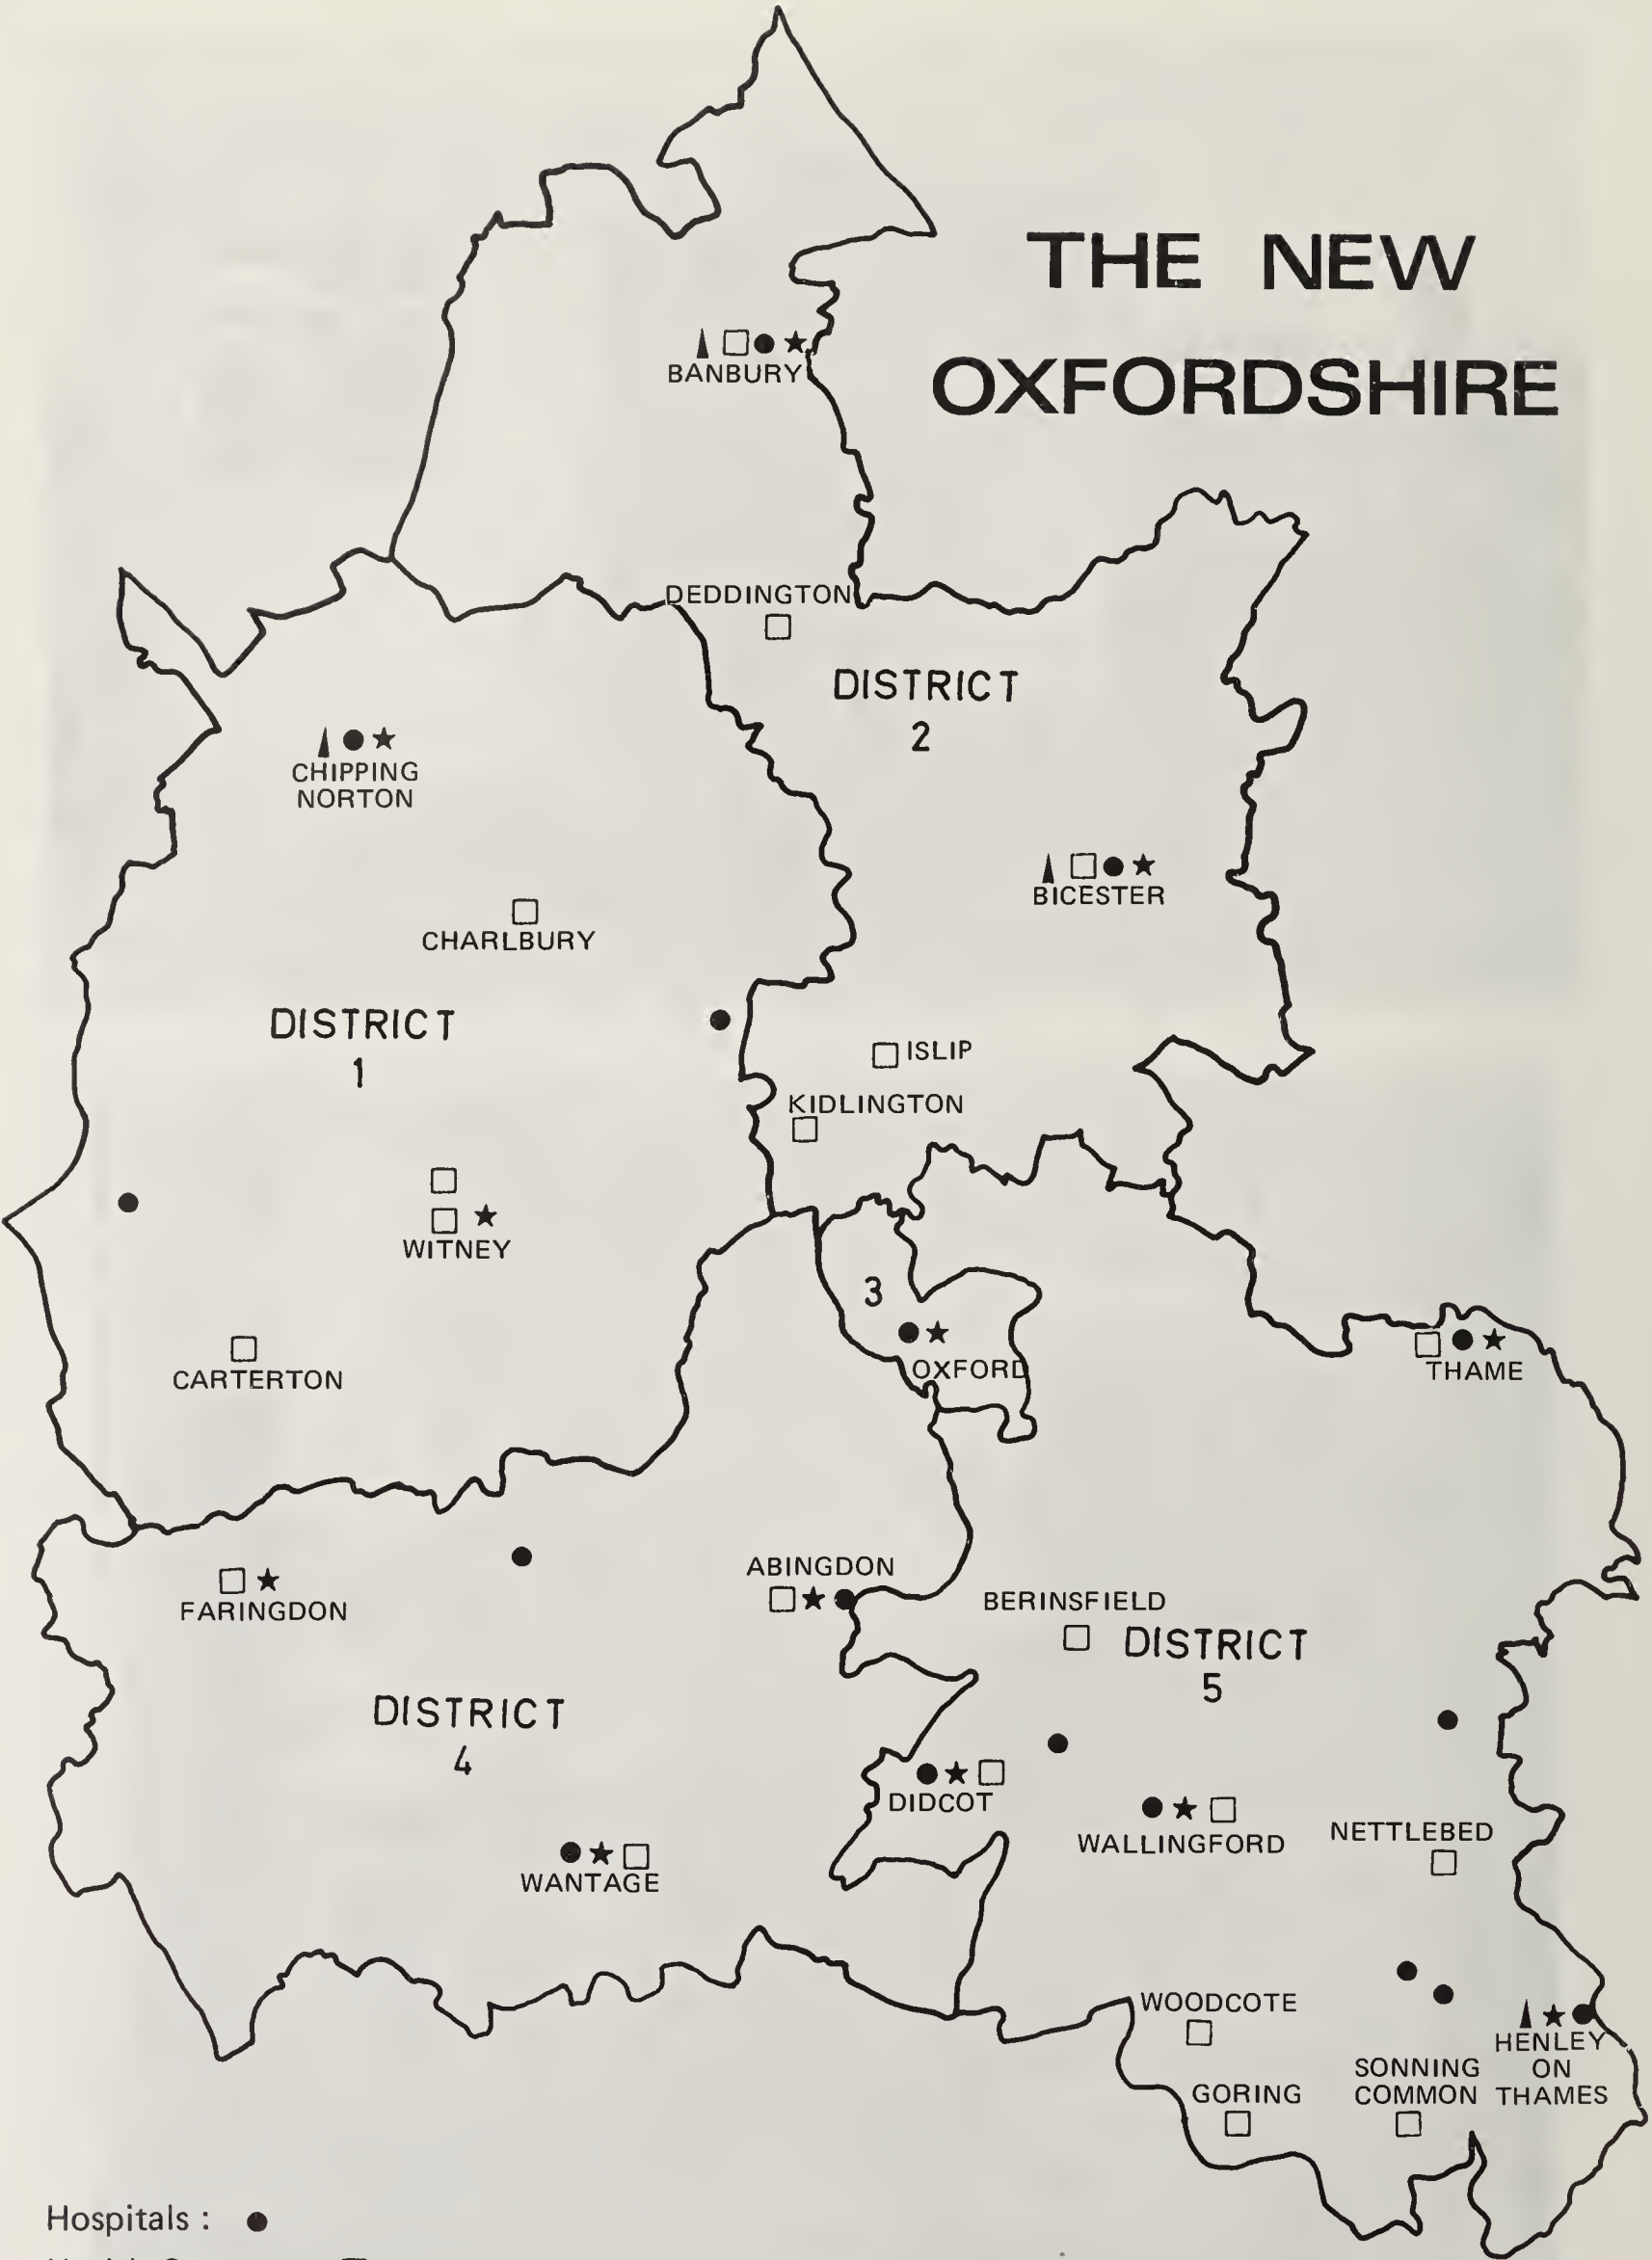 THE NEW
OXFORDSHIRE
BANBURY
DEDDINGTON
DISTRICT
2
CHIPPING
NORTON
BICESTER
CHARLBURY
DISTRICT
1
ISLIP
KIDLINGTON
WITNEY
3
OXFORD
CARTERTON
THAME
ABINGDON
FARINGDON
BERINSFIELD
DISTRICT
5
DISTRICT
4
DIDCOT
WALLINGFORD
NETTLEBED
WANTAGE
WOODCOTE
HENLEY
ON
THAMES
SONNING
COMMON
GORING
Hospitals :